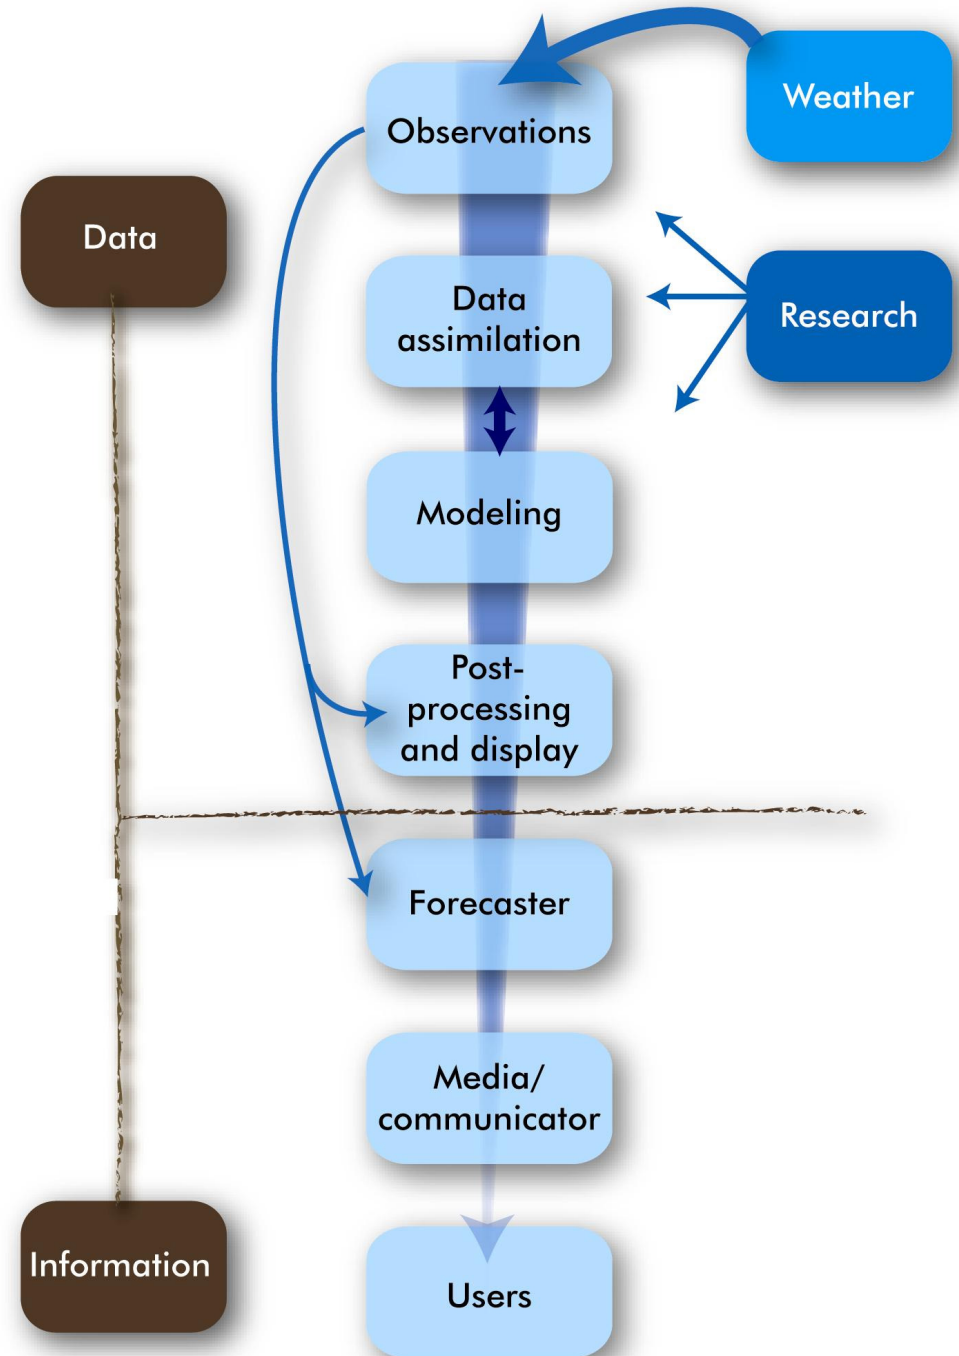 Weather
Observations
Data
Research
Data
assimilation
Modeling
Post-
processing
and display
Forecaster
Media/
communicator
Information
Users